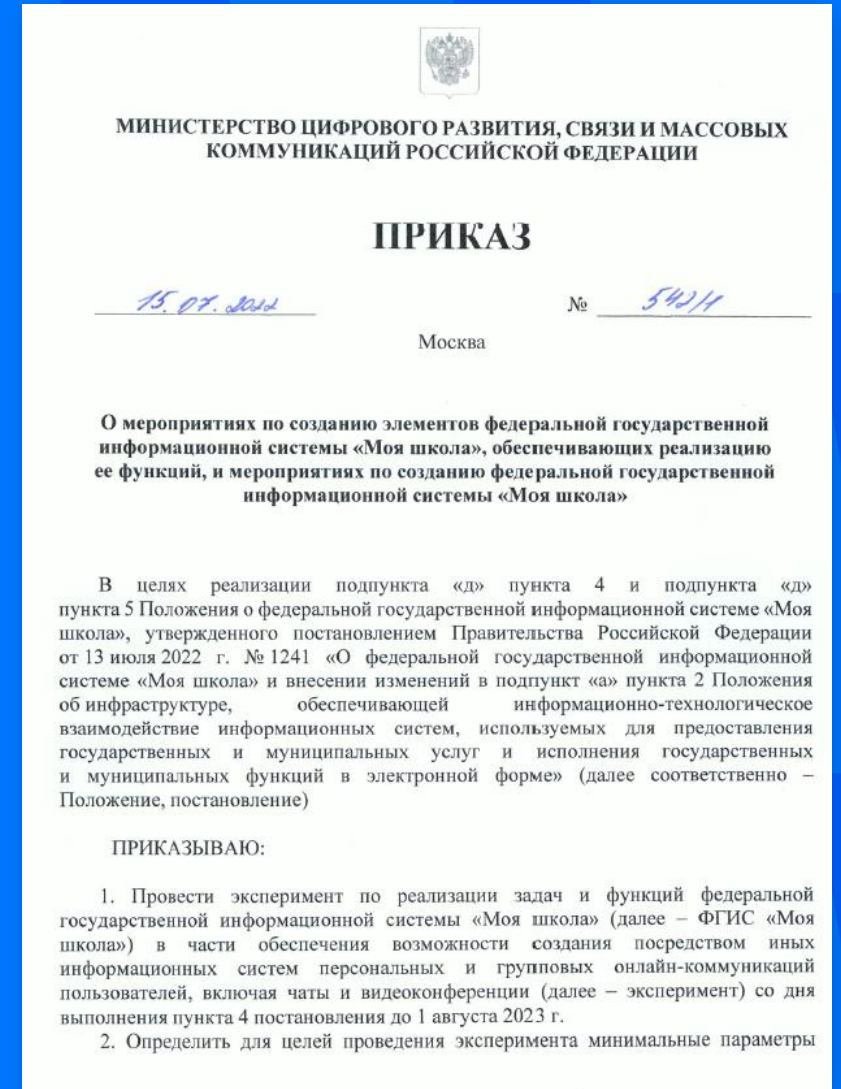 МИНИСТЕРСТВО ЦИФРОВОГО РАЗВИТИЯ, СВЯЗИ И МАССОВЫХ
КОММУНИКАЦИЙ РОССИЙСКОЙ ФЕДЕРАЦИИ
ПРИКАЗ
15.07.2022 № 542/1
Москва
О мероприятиях по созданию элементов федеральной государственной
информационной системы «Моя школа», обеспечивающих реализацию
ее функций, и мероприятиях по созданию федеральной государственной
информационной системы «Моя школа»
В целях реализации подпункта «д» пункта 4 и подпункта «д»
пункта 5 Положения о федеральной государственной информационной системе «Моя
школа», утвержденного постановлением Правительства Российской Федерации
от 13 июля 2022 г. № 1241 «О федеральной государственной информационной
системе «Моя школа» и внесении изменений в подпункт «а» пункта 2 Положения
об инфраструктуре, обеспечивающей информационно-технологическое
взаимодействие информационных систем, используемых для предоставления
государственных и муниципальных услуг и исполнения государственных
и муниципальных функций в электронной форме» (далее соответственно –
Положение, постановление)
ПРИКАЗЫВАЮ:
1. Провести эксперимент по реализации задач и функций федеральной
государственной информационной системы «Моя школа» (далее – ФГИС «Моя
школа») в части обеспечения возможности создания посредством иных
информационных систем персональных и групповых онлайн-коммуникаций
пользователей, включая чаты и видеоконференции (далее – эксперимент) со дня
выполнения пункта 4 постановления до 1 августа 2023 г.
2. Определить для целей проведения эксперимента минимальные параметры